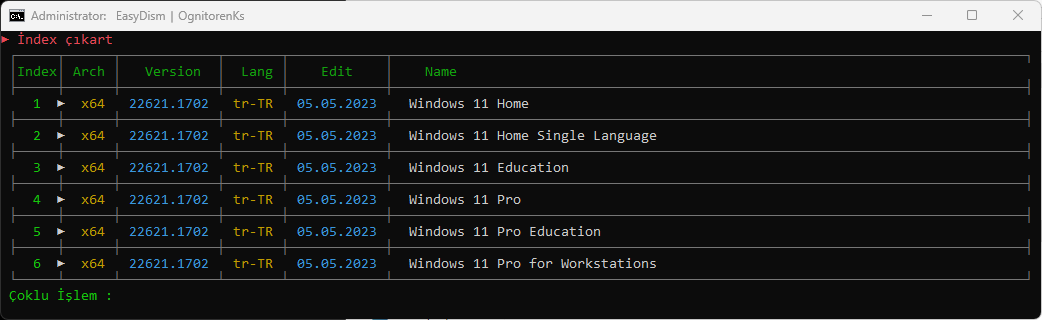 Administrator: EasyDism | OgnitorenKs
► İndex çıkart
Index Arch Version Lang Edit Name
1 ► x64 22621.1702 tr-TR 05.05.2023 Windows 11 Home
2 ► x64 22621.1702 tr-TR 05.05.2023 Windows 11 Home Single Language
3 ► x64 22621.1702 tr-TR 05.05.2023 Windows 11 Education
4 ► x64 22621.1702 tr-TR 05.05.2023 Windows 11 Pro
5 ► x64 22621.1702 tr-TR 05.05.2023 Windows 11 Pro Education
6 ► x64 22621.1702 tr-TR 05.05.2023 Windows 11 Pro for Workstations
Çoklu İşlem :